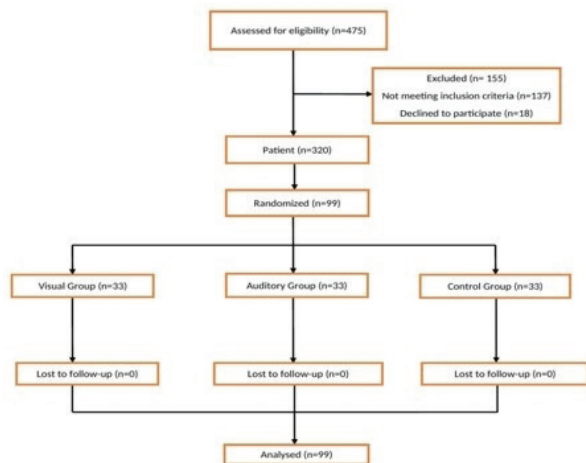 Assessed for eligibility (n=475)
Excluded (n= 155)
Not meeting inclusion criteria (n=137)
Declined to participate (n=18)
Patient (n=320)
Randomized (n=99)
Visual Group (n=33)
Auditory Group (n=33)
Control Group (n=33)
Lost to follow-up (n=0)
Lost to follow-up (n=0)
Lost to follow-up (n=0)
Analysed (n=99)